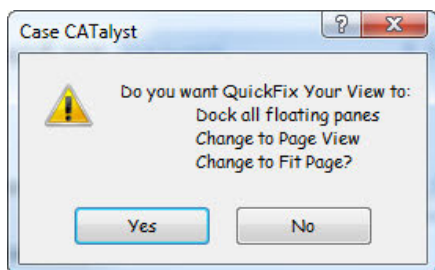 Case CATalyst
?
Do you want QuickFix Your View to:
Dock all floating panes
Change to Page View
Change to Fit Page?
Yes
No